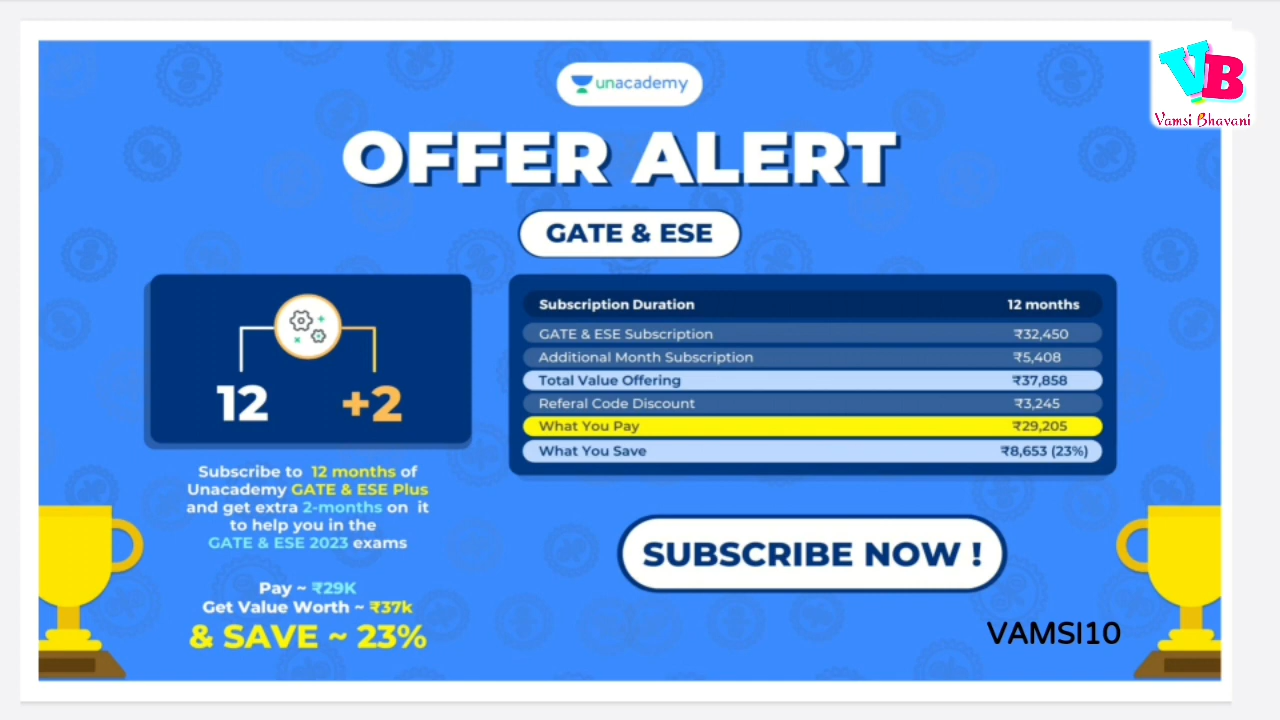 unacademy
VB
Vamsi Bhavani
OFFER ALERT
GATE & ESE
12 +2
Subscribe to 12 months of
Unacademy GATE & ESE Plus
and get extra 2-months on it
to help you in the
GATE & ESE 2023 exams
Pay ~ ₹29K
Get Value Worth ~ ₹37k
& SAVE ~ 23%
Subscription Duration 12 months
GATE & ESE Subscription ₹32,450
Additional Month Subscription ₹5,408
Total Value Offering ₹37,858
Referal Code Discount ₹3,245
What You Pay ₹29,205
What You Save ₹8,653 (23%)
SUBSCRIBE NOW !
VAMSI10